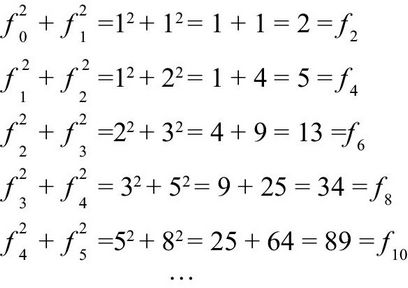 f₀² + f₁² =1² + 1² = 1 + 1 = 2 = f₂
f₁² + f₂² =1² + 2² = 1 + 4 = 5 = f₄
f₂² + f₃² =2² + 3² = 4 + 9 = 13 =f₆
f₃² + f₄² = 3² + 5² = 9 + 25 = 34 = f₈
f₄² + f₅² =5² + 8² = 25 + 64 = 89 = f₁₀
...